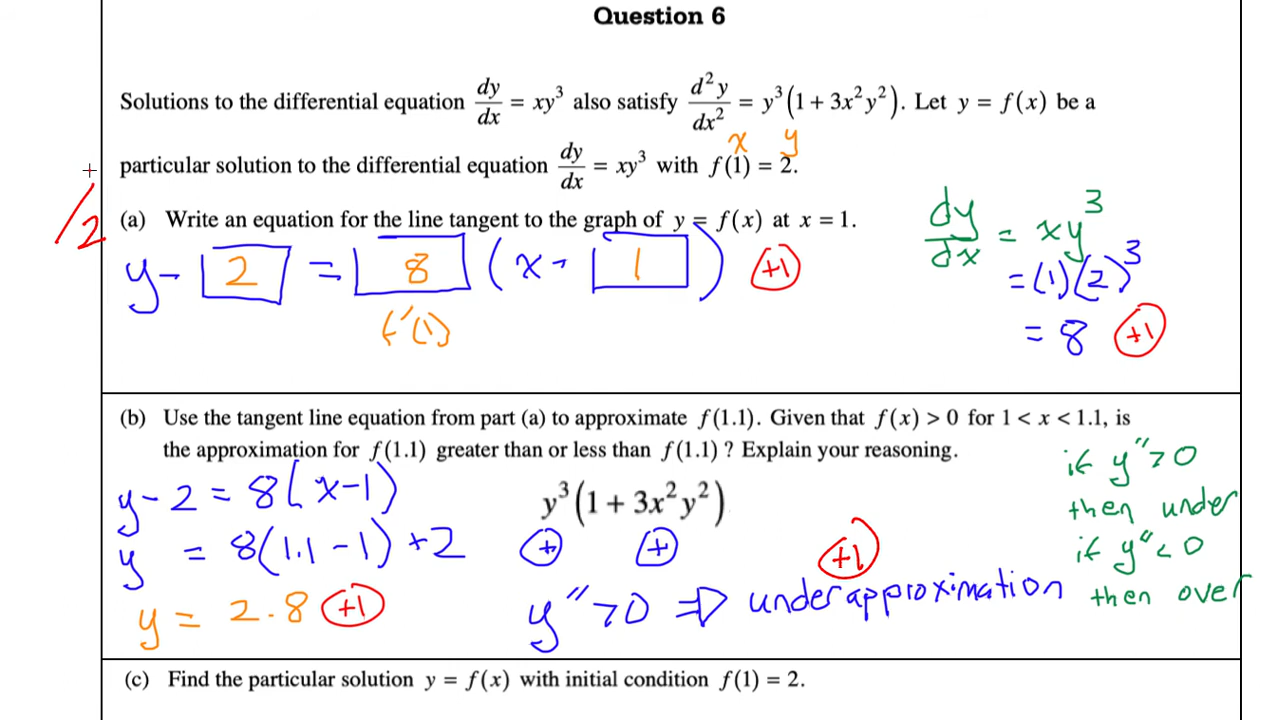 Question 6
Solutions to the differential equation dy/dx = xy³ also satisfy d²y/dx² = y³(1 + 3x²y²). Let y = f(x) be a
x y
particular solution to the differential equation dy/dx = xy³ with f(1) = 2.
/2
(a) Write an equation for the line tangent to the graph of y = f(x) at x = 1.
dy/dx = xy³
y - 2 = 8 (x - 1) +1
= (1)(2)³
f'(1)
= 8 +1
(b) Use the tangent line equation from part (a) to approximate f(1.1). Given that f(x) > 0 for 1 < x < 1.1, is
the approximation for f(1.1) greater than or less than f(1.1) ? Explain your reasoning.
y - 2 = 8(x-1)
y³(1 + 3x²y²)
if y" > 0
then under
y = 8(1.1 - 1) + 2
+ +
+1
if y" < 0
then over
y = 2.8 +1
y" > 0 ⇒ underapproximation
(c) Find the particular solution y = f(x) with initial condition f(1) = 2.